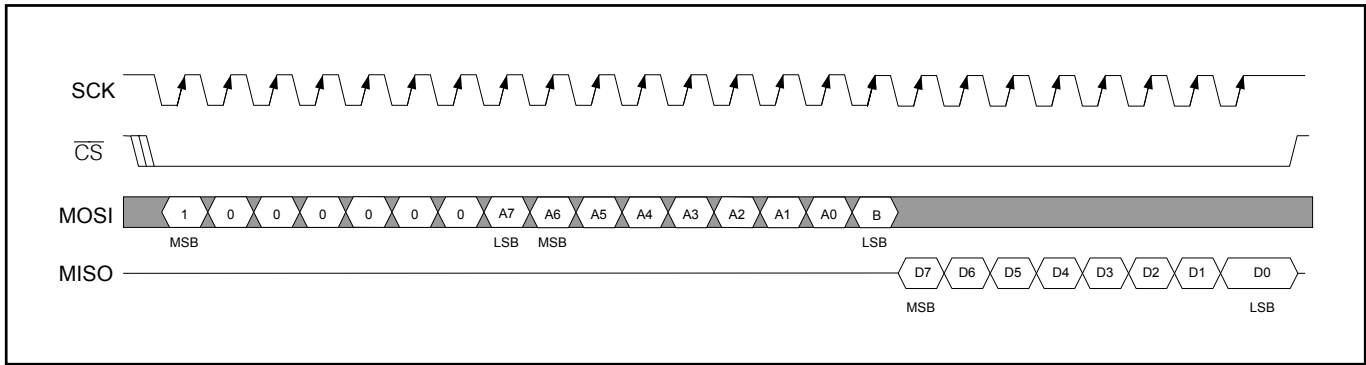 SCK
C̅S̅
MOSI 1 0 0 0 0 0 0 A7 A6 A5 A4 A3 A2 A1 A0 B
MSB LSB MSB LSB
MISO D7 D6 D5 D4 D3 D2 D1 D0
MSB LSB